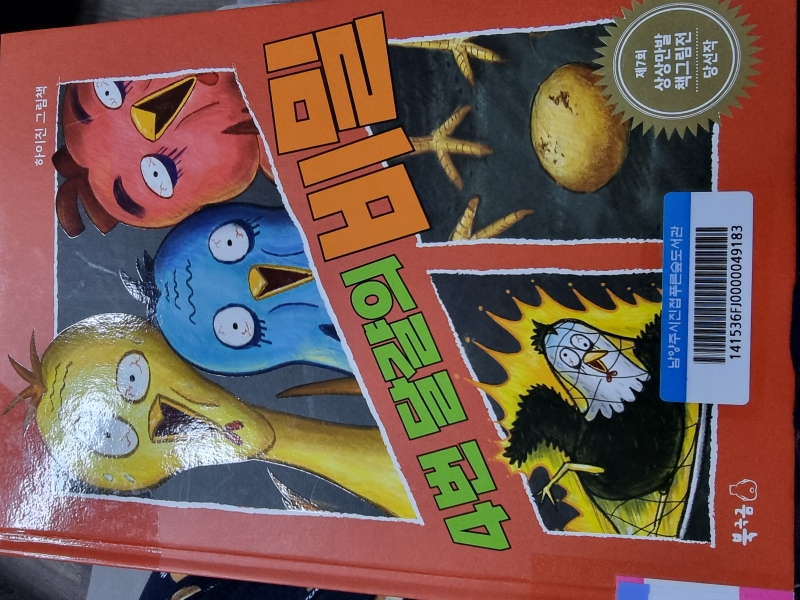 하이진 그림책
4번 달걀의
비밀
제7회
상상만발
책그림전
당선작
남양주시진접푸른숲도서관
141536FJ0000049183
북극곰